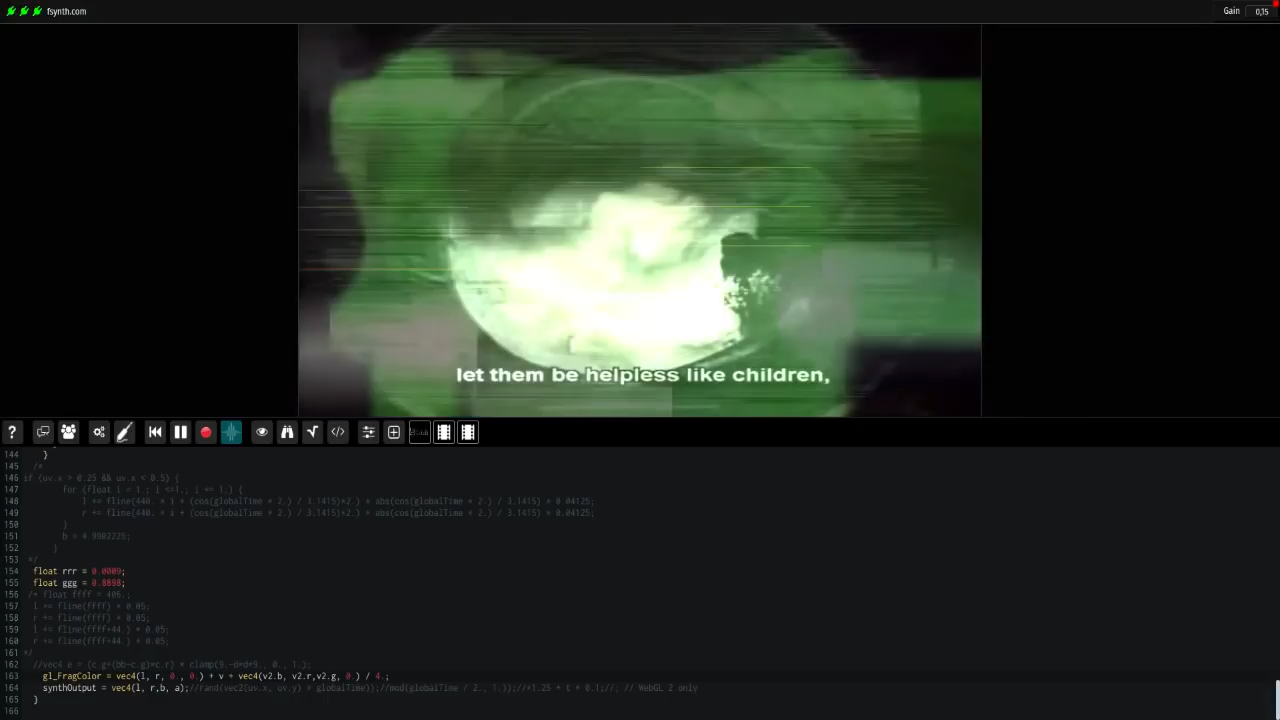 fsynth.com
Gain 0,15
let them be helpless like children,
144 }
145 /*
146 if (uv.x > 0.25 && uv.x < 0.5) {
147 for (float i = 1.; i <=1.; i += 1.) {
148 l += fline(440. * i + (cos(globalTime * 2.) / 3.1415)*2.) * abs(cos(globalTime * 2.) / 3.1415) * 0.04125;
149 r += fline(440. * i + (cos(globalTime * 2.) / 3.1415)*2.) * abs(cos(globalTime * 2.) / 3.1415) * 0.04125;
150 }
151 b = 4.9902225;
152 }
153 */
154 float rrr = 0.0009;
155 float ggg = 0.8898;
156 /* float ffff = 406.;
157 l += fline(ffff) * 0.05;
158 r += fline(ffff) * 0.05;
159 l += fline(ffff+44.) * 0.05;
160 r += fline(ffff+44.) * 0.05;
161 */
162 //vec4 e = (c.g+(bb-c.g)*c.r) * clamp(9.-d*d*9., 0., 1.);
163 gl_FragColor = vec4(l, r, 0., 0.) + v + vec4(v2.b, v2.r,v2.g, 0.) / 4.;
164 synthOutput = vec4(l, r,b, a);//rand(vec2(uv.x, uv.y) * globalTime));//mod(globalTime / 2., 1.));//*1.25 * t * 0.1;//; // WebGL 2 only
165 }
166